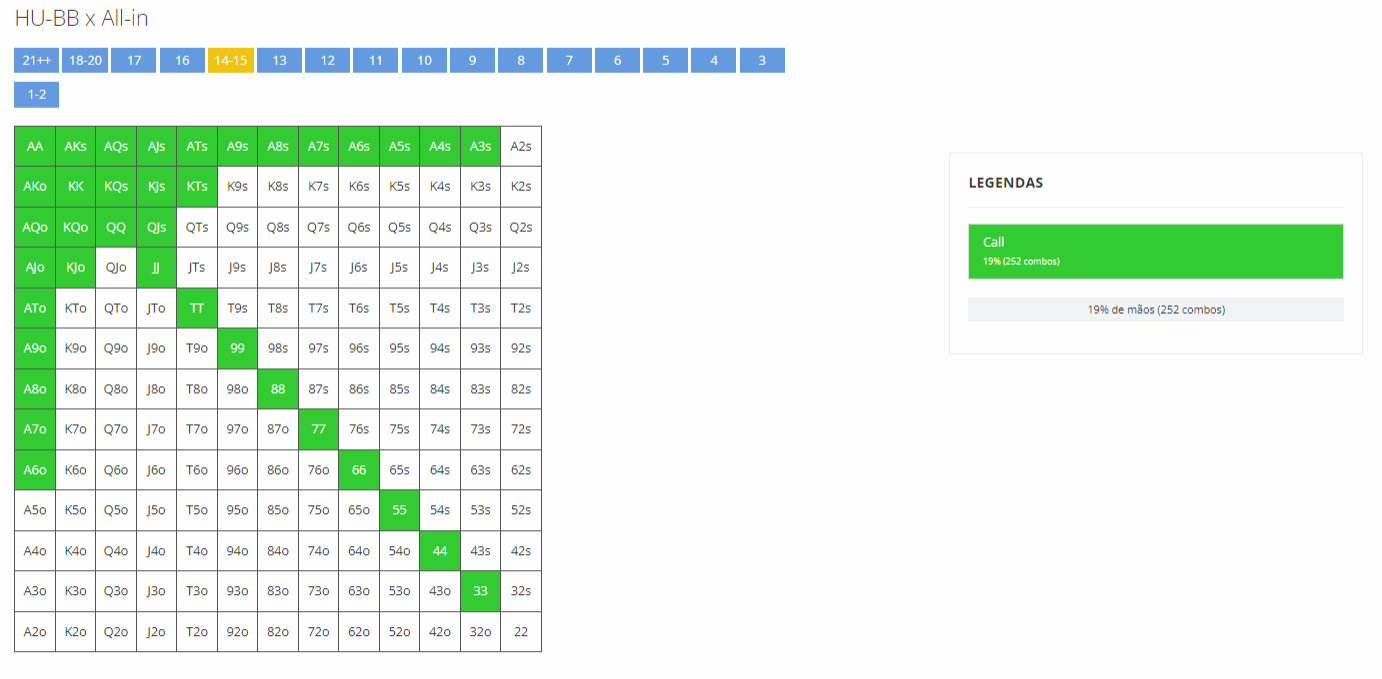 HU-BB x All-in
21++ 18-20 17 16 14-15 13 12 11 10 9 8 7 6 5 4 3
1-2
AA AKs AQs AJs ATs A9s A8s A7s A6s A5s A4s A3s A2s
AKo KK KQs KJs KTs K9s K8s K7s K6s K5s K4s K3s K2s
AQo KQo QQ QJs QTs Q9s Q8s Q7s Q6s Q5s Q4s Q3s Q2s
AJo KJo QJo JJ JTs J9s J8s J7s J6s J5s J4s J3s J2s
ATo KTo QTo JTo TT T9s T8s T7s T6s T5s T4s T3s T2s
A9o K9o Q9o J9o T9o 99 98s 97s 96s 95s 94s 93s 92s
A8o K8o Q8o J8o T8o 98o 88 87s 86s 85s 84s 83s 82s
A7o K7o Q7o J7o T7o 97o 87o 77 76s 75s 74s 73s 72s
A6o K6o Q6o J6o T6o 96o 86o 76o 66 65s 64s 63s 62s
A5o K5o Q5o J5o T5o 95o 85o 75o 65o 55 54s 53s 52s
A4o K4o Q4o J4o T4o 94o 84o 74o 64o 54o 44 43s 42s
A3o K3o Q3o J3o T3o 93o 83o 73o 63o 53o 43o 33 32s
A2o K2o Q2o J2o T2o 92o 82o 72o 62o 52o 42o 32o 22
LEGENDAS
Call
19% (252 combos)
19% de mãos (252 combos)